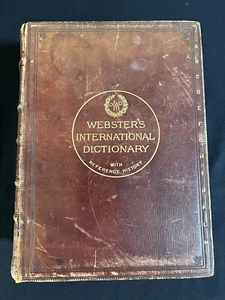 WEBSTER'S
INTERNATIONAL
DICTIONARY
WITH
REFERENCE HISTORY